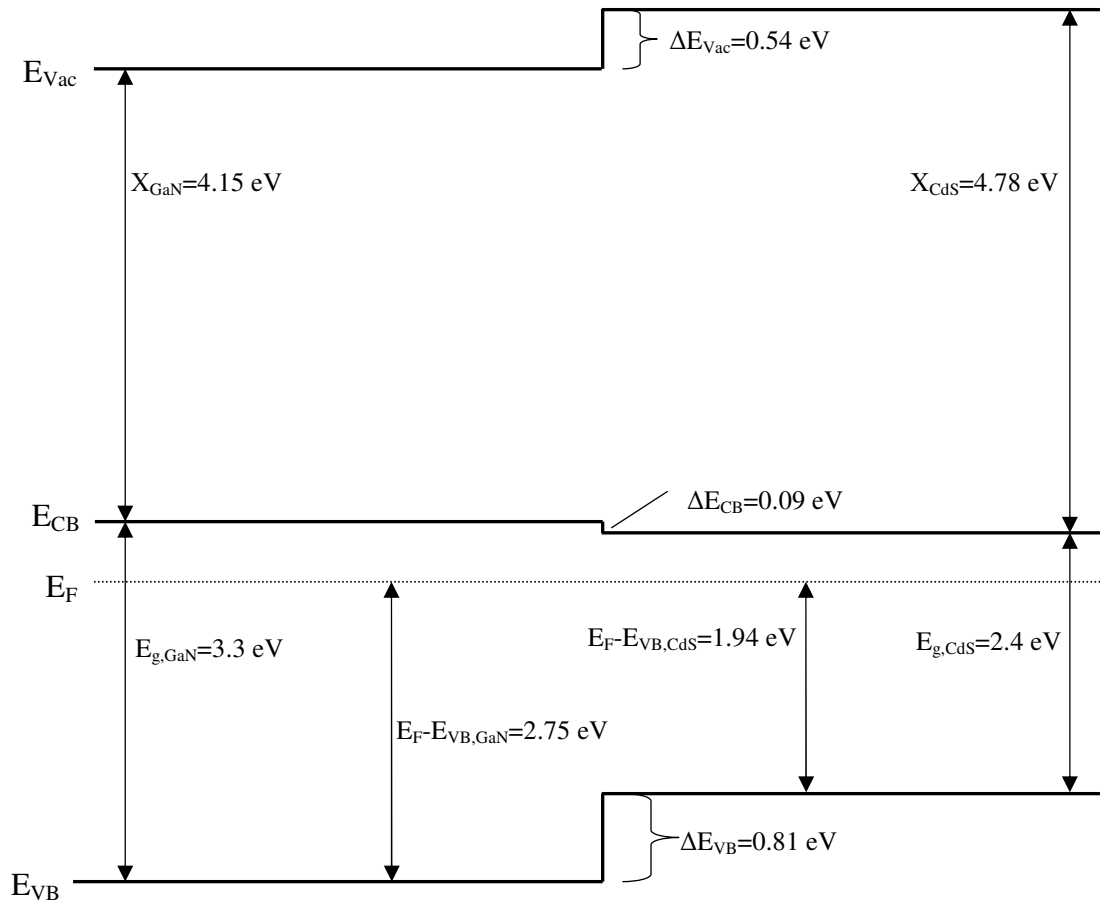 ΔE_Vac=0.54 eV
E_Vac
X_GaN=4.15 eV
X_CdS=4.78 eV
ΔE_CB=0.09 eV
E_CB
E_F
E_g,GaN=3.3 eV
E_F-E_VB,CdS=1.94 eV
E_g,CdS=2.4 eV
E_F-E_VB,GaN=2.75 eV
ΔE_VB=0.81 eV
E_VB